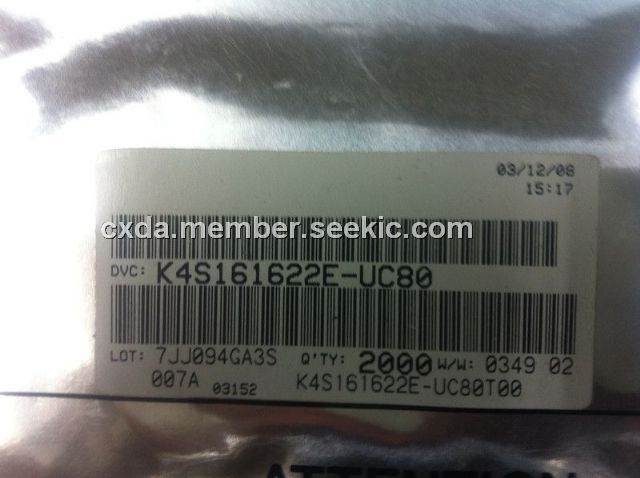 03/12/08
15:17
cxda.member.seekic.com
DVC: K4S161622E-UC80
LOT: 7JJ094GA3S Q'TY: 2000 W/W: 0349 02
007A 03152 K4S161622E-UC80T00
ATTENTION